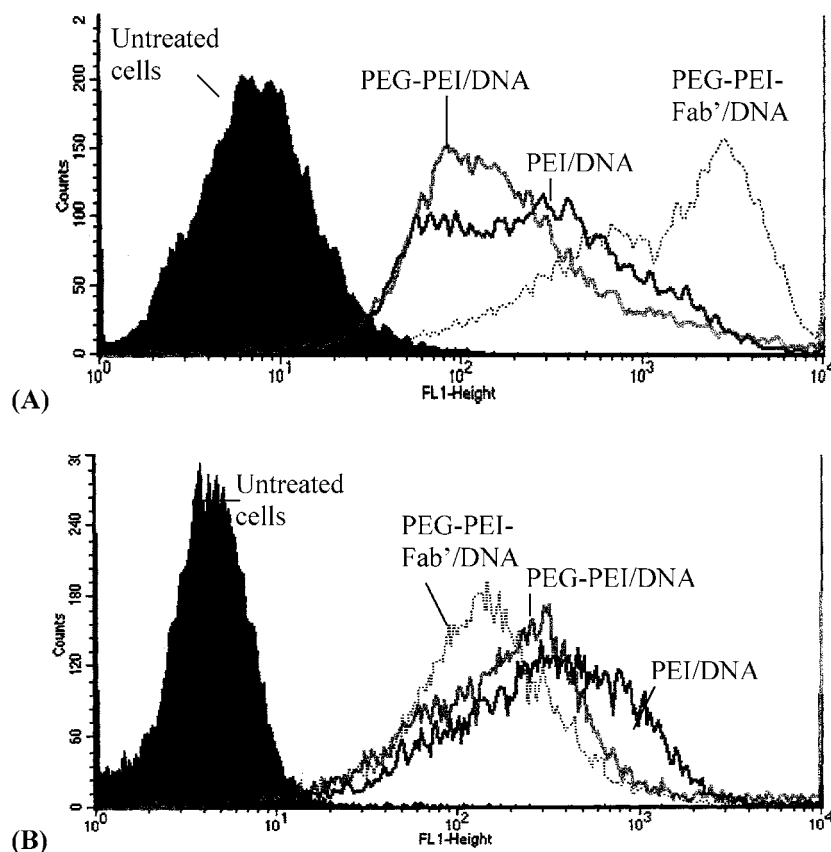 2
200
150
100
50
0
Counts
Untreated
cells
PEG-PEI/DNA
PEI/DNA
PEG-PEI-
Fab’/DNA
10⁰
10¹
10²
10³
10⁴
FL1-Height
(A)
30
240
180
120
60
0
Counts
Untreated
cells
PEG-PEI-
Fab’/DNA
PEG-PEI/DNA
PEI/DNA
10⁰
10¹
10²
10³
10⁴
FL1-Height
(B)